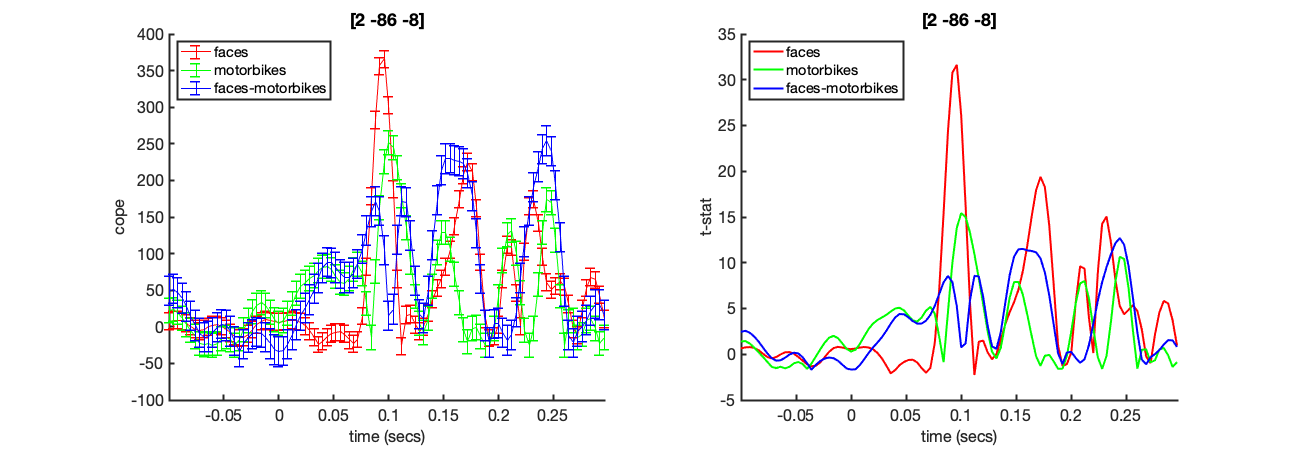 [2 -86 -8]
400
350
300
250
200
150
100
50
0
-50
-100
cope
faces
motorbikes
faces-motorbikes
-0.05 0 0.05 0.1 0.15 0.2 0.25
time (secs)
[2 -86 -8]
35
30
25
20
15
10
5
0
-5
t-stat
faces
motorbikes
faces-motorbikes
-0.05 0 0.05 0.1 0.15 0.2 0.25
time (secs)